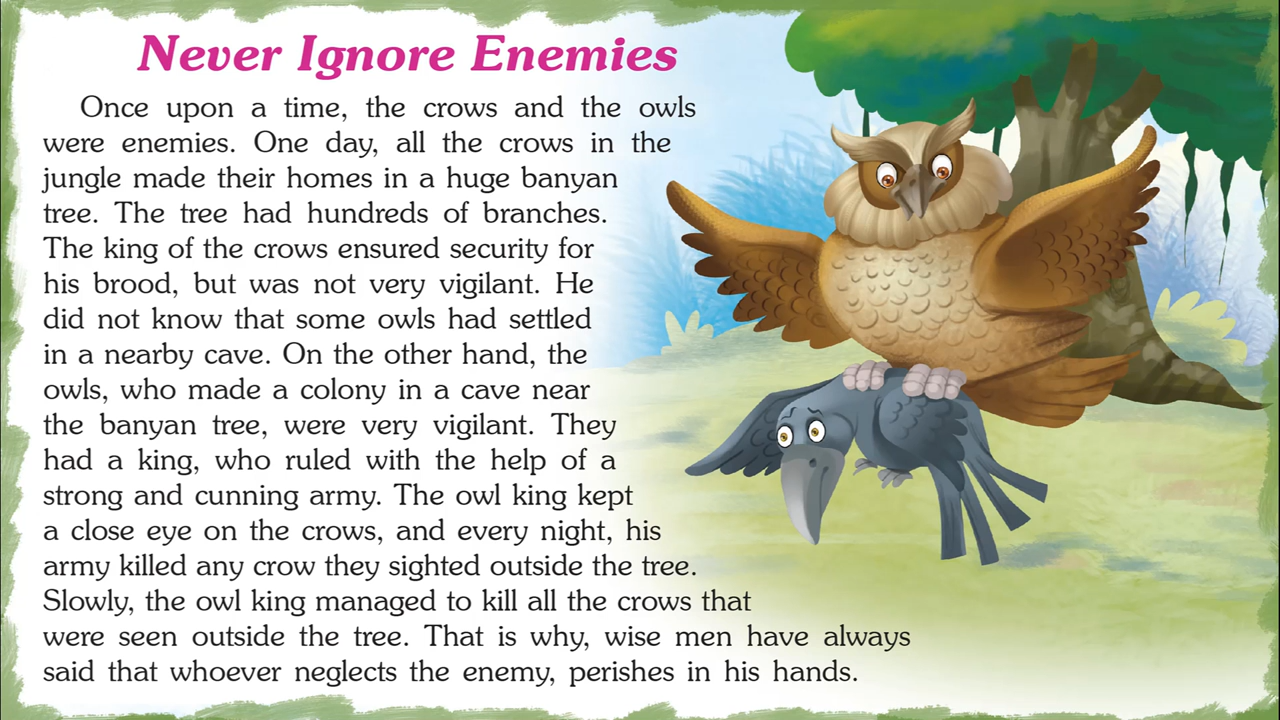 Never Ignore Enemies
Once upon a time, the crows and the owls
were enemies. One day, all the crows in the
jungle made their homes in a huge banyan
tree. The tree had hundreds of branches.
The king of the crows ensured security for
his brood, but was not very vigilant. He
did not know that some owls had settled
in a nearby cave. On the other hand, the
owls, who made a colony in a cave near
the banyan tree, were very vigilant. They
had a king, who ruled with the help of a
strong and cunning army. The owl king kept
a close eye on the crows, and every night, his
army killed any crow they sighted outside the tree.
Slowly, the owl king managed to kill all the crows that
were seen outside the tree. That is why, wise men have always
said that whoever neglects the enemy, perishes in his hands.